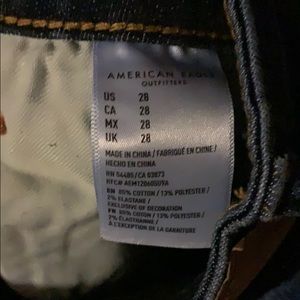 AMERICAN EAGLE
OUTFITTERS
US 28
CA 28
MX 28
UK 28
MADE IN CHINA / FABRIQUÉ EN CHINE /
HECHO EN CHINA
RN 54485/CA 03873
RFC# AEM120605UVA
EN 85% COTTON / 13% POLYESTER /
2% ELASTANE /
EXCLUSIVE OF DECORATION
FR 85% COTON / 13% POLYESTER /
2% ÉLASTHANNE /
À L'EXCEPTION DE LA GARNITURE